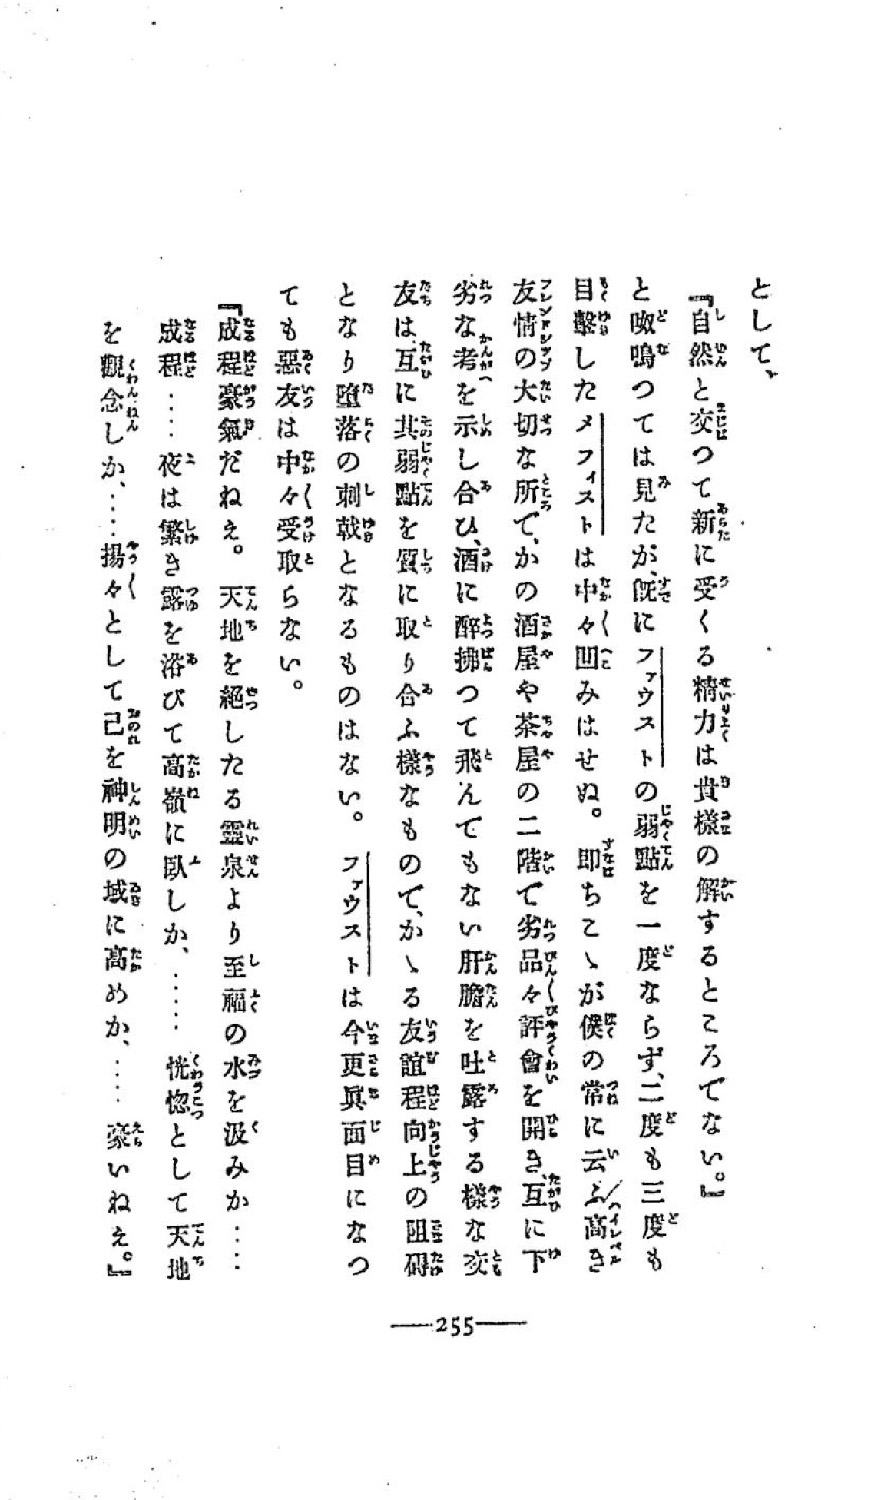 として、
『自然と交つて新に受くる精力は貴樣の解するところでない。』
と呶鳴つては見たが、既にファウストの弱點を一度ならず、二度も三度も
目擊したメフィストは中々凹みはせぬ。卽ちこゝが僕の常に云ふ高き
友情の大切な所で、かの酒屋や茶屋の二階で劣品々評會を開き、互に下
劣な考を示し合ひ、酒に醉拂つて飛んでもない肝膽を吐露する樣な交
友は、互に其弱點を質に取り合ふ樣なもので、かゝる友誼程向上の阻碍
となり墮落の刺戟となるものはない。ファウストは今更眞面目になつ
ても惡友は中々受取らない。
『成程豪氣だねぇ。天地を絕したる靈泉より至福の水を汲みか‥‥
成程‥‥夜は繁き露を浴びて高嶺に臥しか、‥‥‥恍惚として天地
を觀念しか、‥‥揚々として己を神明の域に高めか、‥‥豪いねぇ。』
255